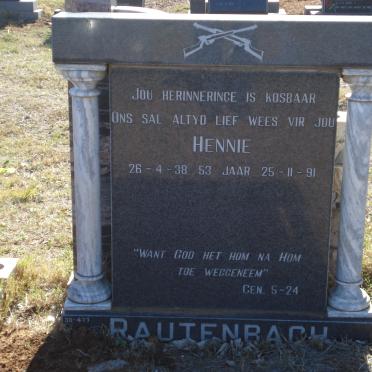 JOU HERINNERINGE IS KOSBAAR
ONS SAL ALTYD LIEF WEES VIR JOU
HENNIE
26-4-38 53 JAAR 25-11-91
"WANT GOD HET HOM NA HOM
TOE WEGGENEEM"
GEN. 5-24
RAUTENBACH